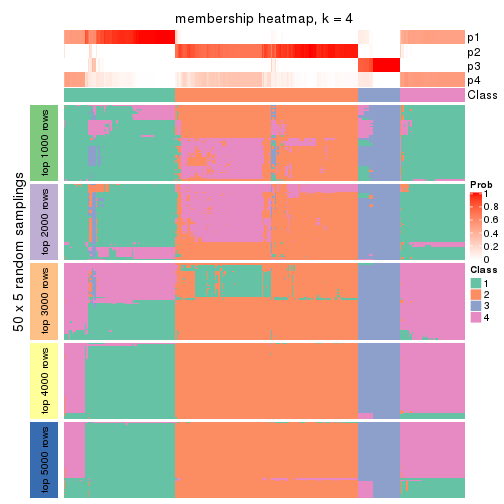 membership heatmap, k = 4
p1
p2
p3
p4
Class
50 x 5 random samplings
top 1000 rows
top 2000 rows
top 3000 rows
top 4000 rows
top 5000 rows
Prob
1
0.8
0.6
0.4
0.2
0
Class
1
2
3
4